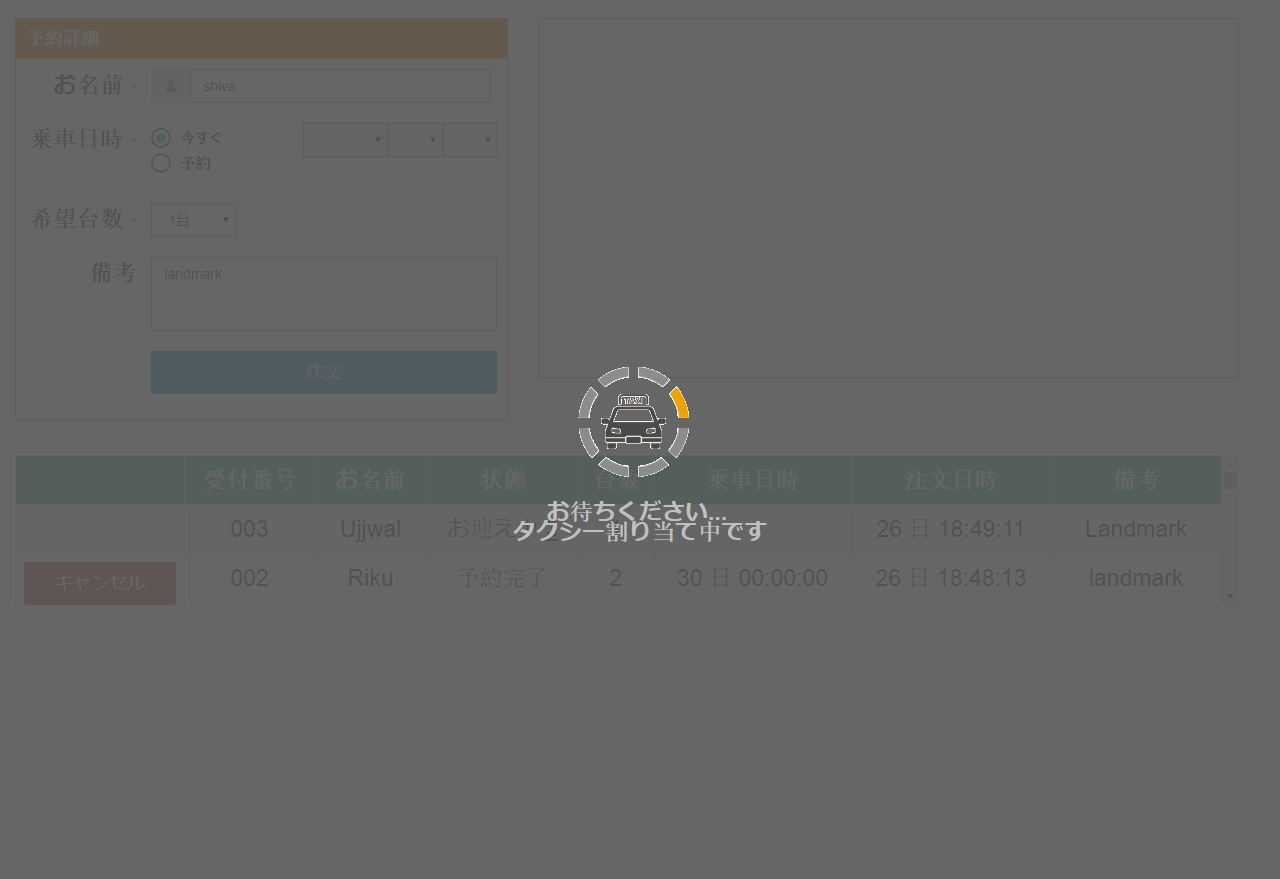 予約詳細
お名前 *
shiva
乗車日時 *
今すぐ
予約
希望台数 *
1台
備考
landmark
注文
TAXI
お待ちください...
タクシー割り当て中です
受付番号 お名前 状態 台数 乗車日時 注文日時 備考
003 Ujjwal お迎え 26 日 18:49:11 Landmark
キャンセル 002 Riku 予約完了 2 30 日 00:00:00 26 日 18:48:13 landmark